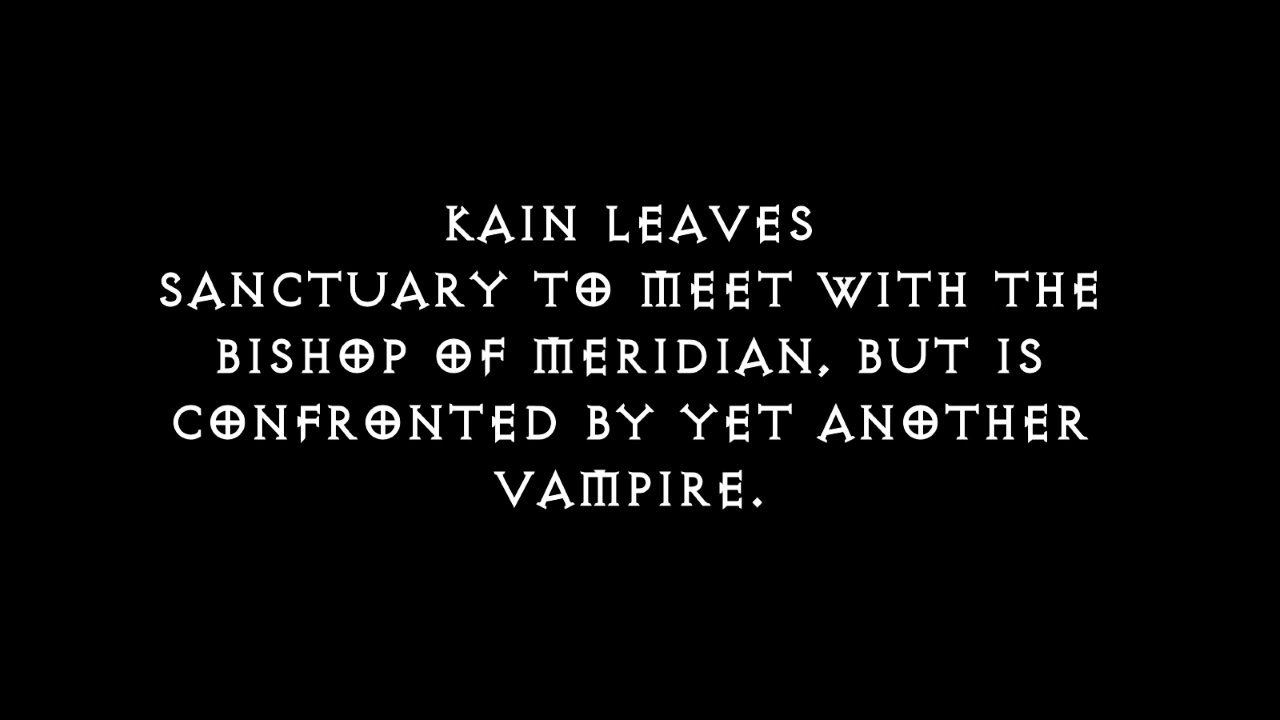 KAIN LEAVES
SANCTUARY TO MEET WITH THE
BISHOP OF MERIDIAN, BUT IS
CONFRONTED BY YET ANOTHER
VAMPIRE.